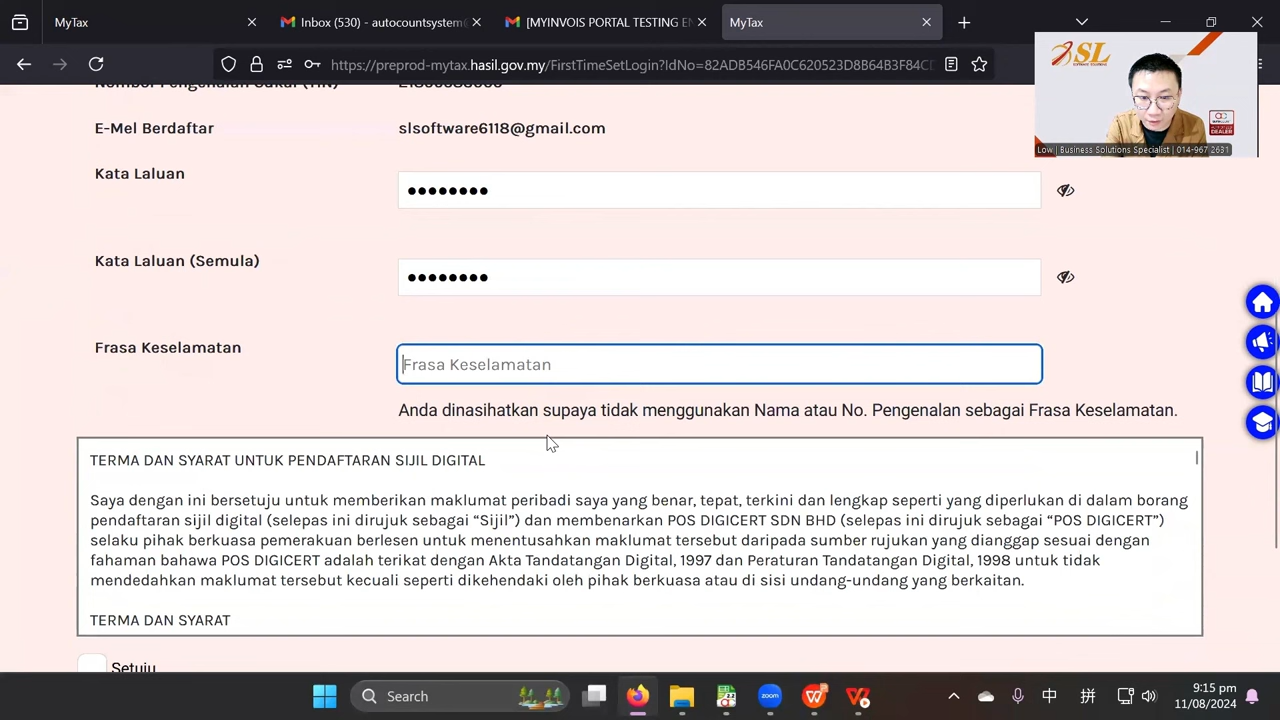 MyTax
Inbox (530) - autocountsystem
[MYINVOIS PORTAL TESTING EN
MyTax
https://preprod-mytax.hasil.gov.my/FirstTimeSetLogin?IdNo=82ADB546FA0C620523D8B64B3F84CD
SL
SOFTWARE SOLUTIONS
Low | Business Solutions Specialist | 014-967 2631
E-Mel Berdaftar
slsoftware6118@gmail.com
Kata Laluan
Kata Laluan (Semula)
Frasa Keselamatan
Frasa Keselamatan
Anda dinasihatkan supaya tidak menggunakan Nama atau No. Pengenalan sebagai Frasa Keselamatan.
TERMA DAN SYARAT UNTUK PENDAFTARAN SIJIL DIGITAL
Saya dengan ini bersetuju untuk memberikan maklumat peribadi saya yang benar, tepat, terkini dan lengkap seperti yang diperlukan di dalam borang
pendaftaran sijil digital (selepas ini dirujuk sebagai “Sijil”) dan membenarkan POS DIGICERT SDN BHD (selepas ini dirujuk sebagai “POS DIGICERT”)
selaku pihak berkuasa pemerakuan berlesen untuk menentusahkan maklumat tersebut daripada sumber rujukan yang dianggap sesuai dengan
fahaman bahawa POS DIGICERT adalah terikat dengan Akta Tandatangan Digital, 1997 dan Peraturan Tandatangan Digital, 1998 untuk tidak
mendedahkan maklumat tersebut kecuali seperti dikehendaki oleh pihak berkuasa atau di sisi undang-undang yang berkaitan.
TERMA DAN SYARAT
Setuju
Search
中
拼
9:15 pm
11/08/2024